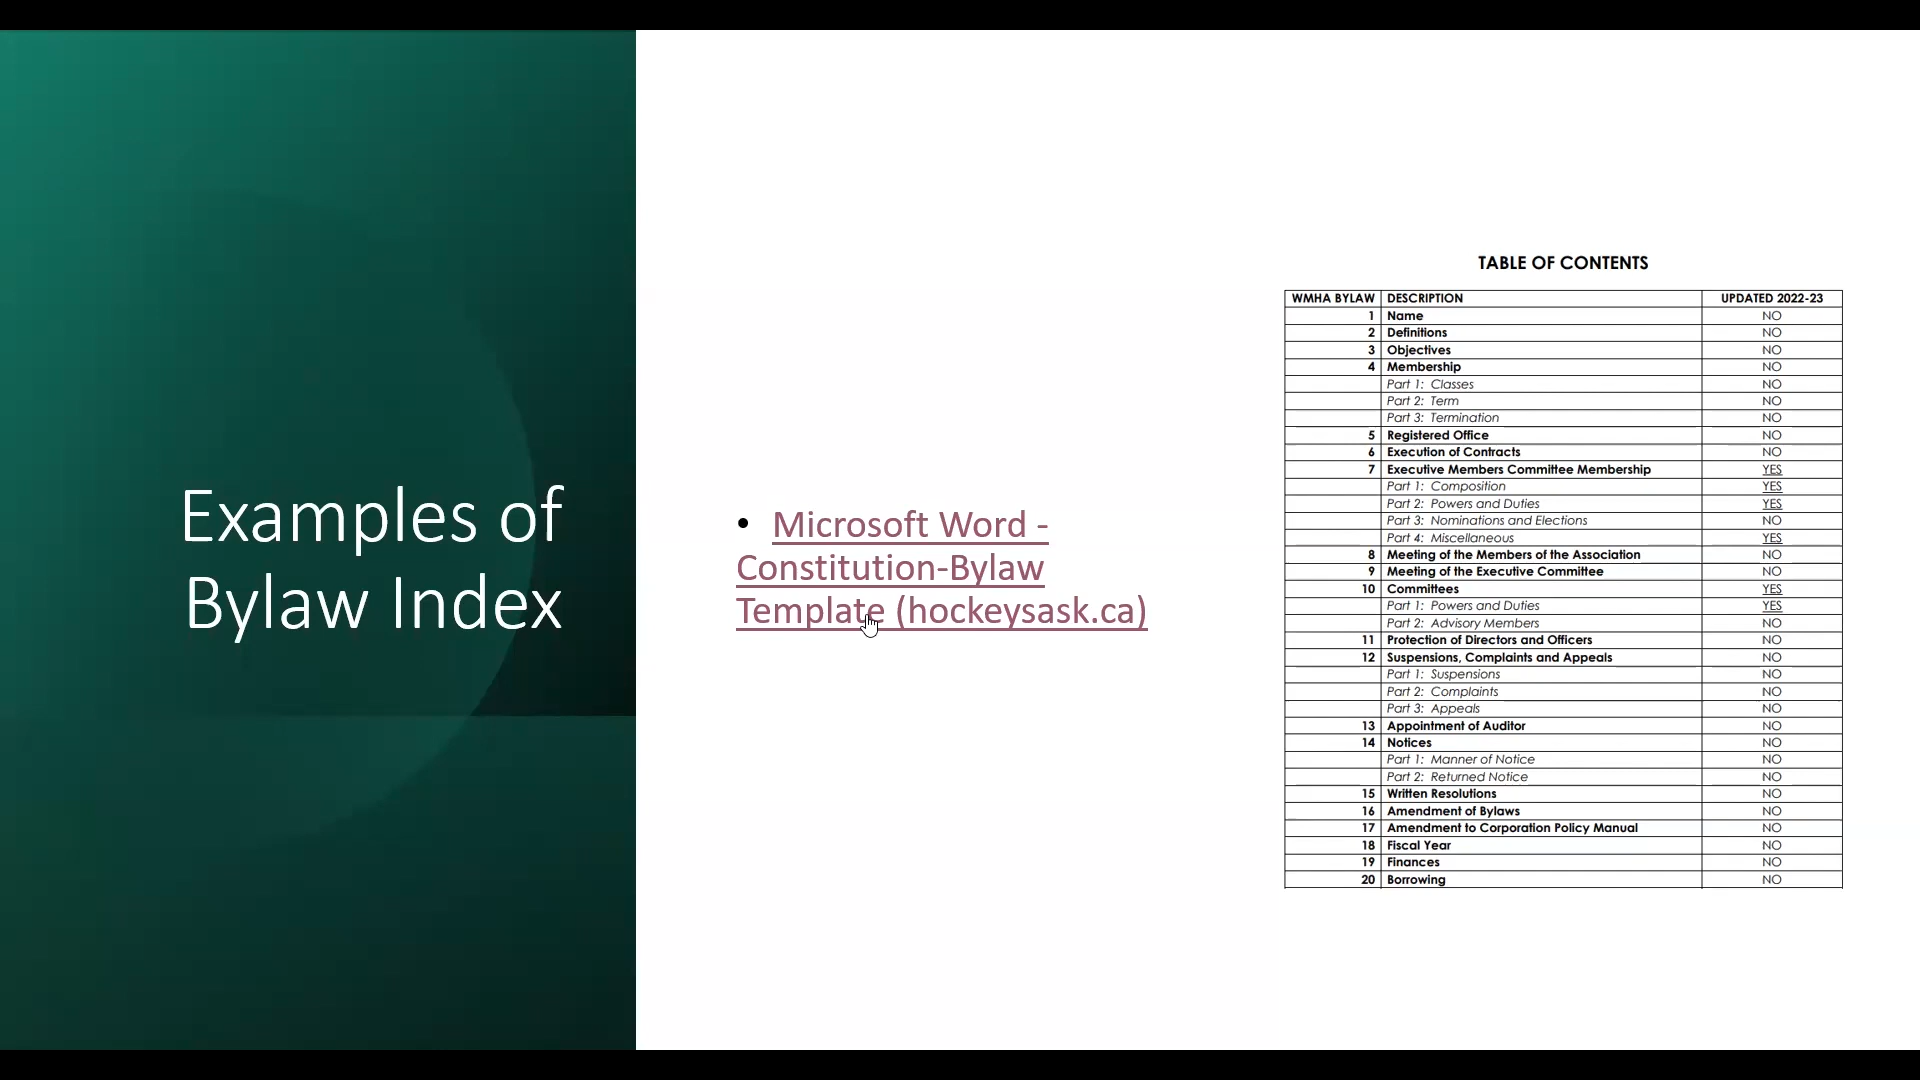 Examples of
Bylaw Index
• Microsoft Word -
Constitution-Bylaw
Template (hockeysask.ca)
TABLE OF CONTENTS
WMHA BYLAW DESCRIPTION UPDATED 2022-23
1 Name NO
2 Definitions NO
3 Objectives NO
4 Membership NO
Part 1: Classes NO
Part 2: Term NO
Part 3: Termination NO
5 Registered Office NO
6 Execution of Contracts NO
7 Executive Members Committee Membership YES
Part 1: Composition YES
Part 2: Powers and Duties YES
Part 3: Nominations and Elections NO
Part 4: Miscellaneous YES
8 Meeting of the Members of the Association NO
9 Meeting of the Executive Committee NO
10 Committees YES
Part 1: Powers and Duties YES
Part 2: Advisory Members NO
11 Protection of Directors and Officers NO
12 Suspensions, Complaints and Appeals NO
Part 1: Suspensions NO
Part 2: Complaints NO
Part 3: Appeals NO
13 Appointment of Auditor NO
14 Notices NO
Part 1: Manner of Notice NO
Part 2: Returned Notice NO
15 Written Resolutions NO
16 Amendment of Bylaws NO
17 Amendment to Corporation Policy Manual NO
18 Fiscal Year NO
19 Finances NO
20 Borrowing NO